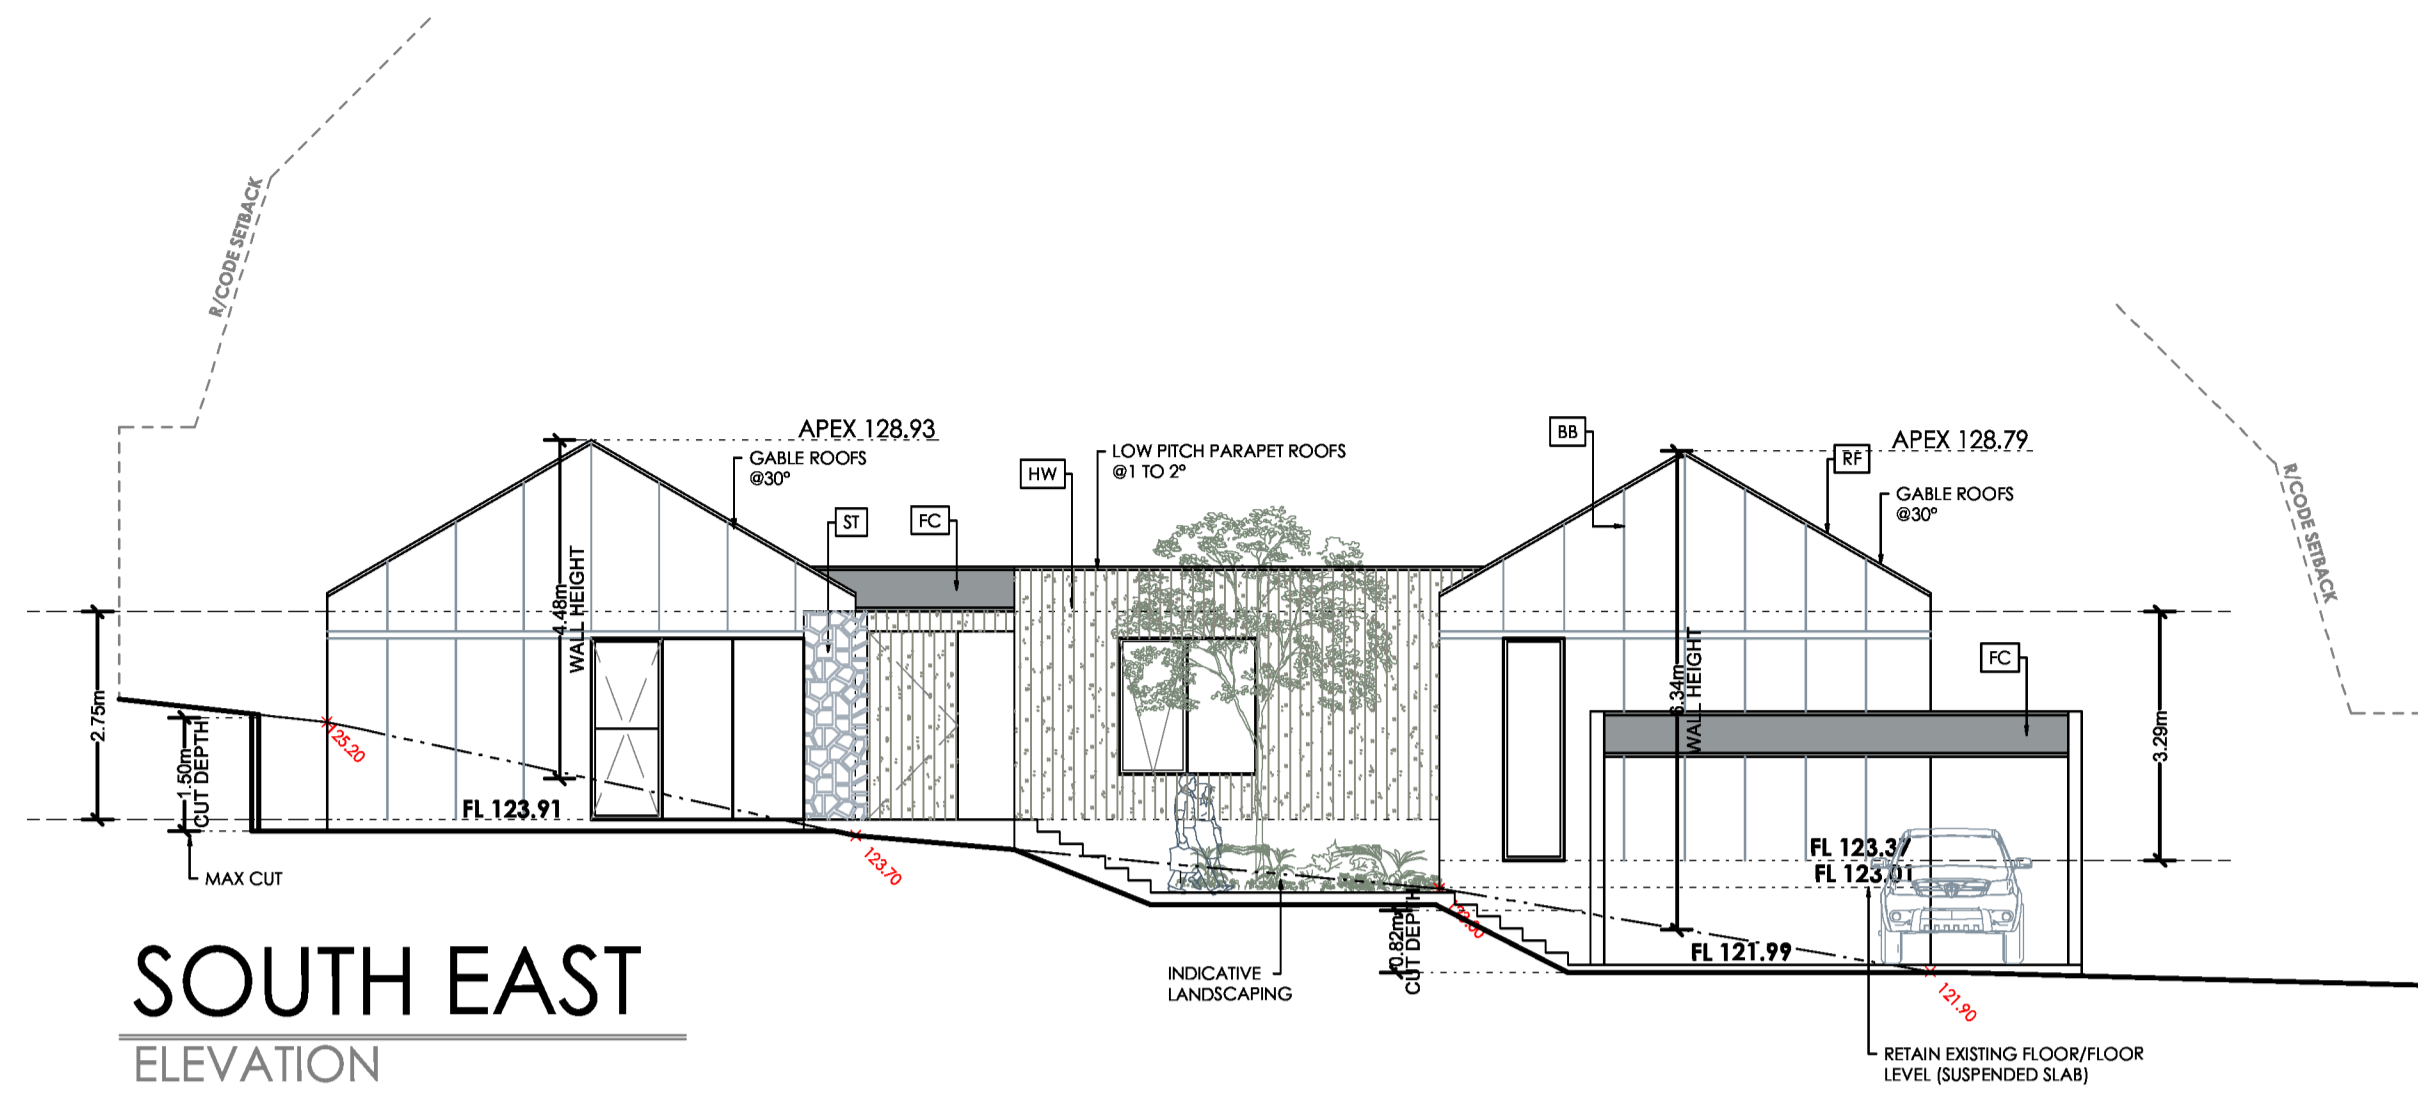 R/CODE SETBACK
APEX 128.93
GABLE ROOFS
@30°
ST
FC
HW
LOW PITCH PARAPET ROOFS
@1 TO 2°
BB
APEX 128.79
RF
GABLE ROOFS
@30°
R/CODE SETBACK
4.48m
WALL HEIGHT
6.34m
WALL HEIGHT
FC
2.75m
3.29m
1.50m
CUT DEPTH
125.20
FL 123.91
MAX CUT
123.70
FL 123.37
FL 123.01
0.82m
CUT DEPTH
FL 121.99
121.90
INDICATIVE
LANDSCAPING
RETAIN EXISTING FLOOR/FLOOR
LEVEL (SUSPENDED SLAB)
SOUTH EAST
ELEVATION